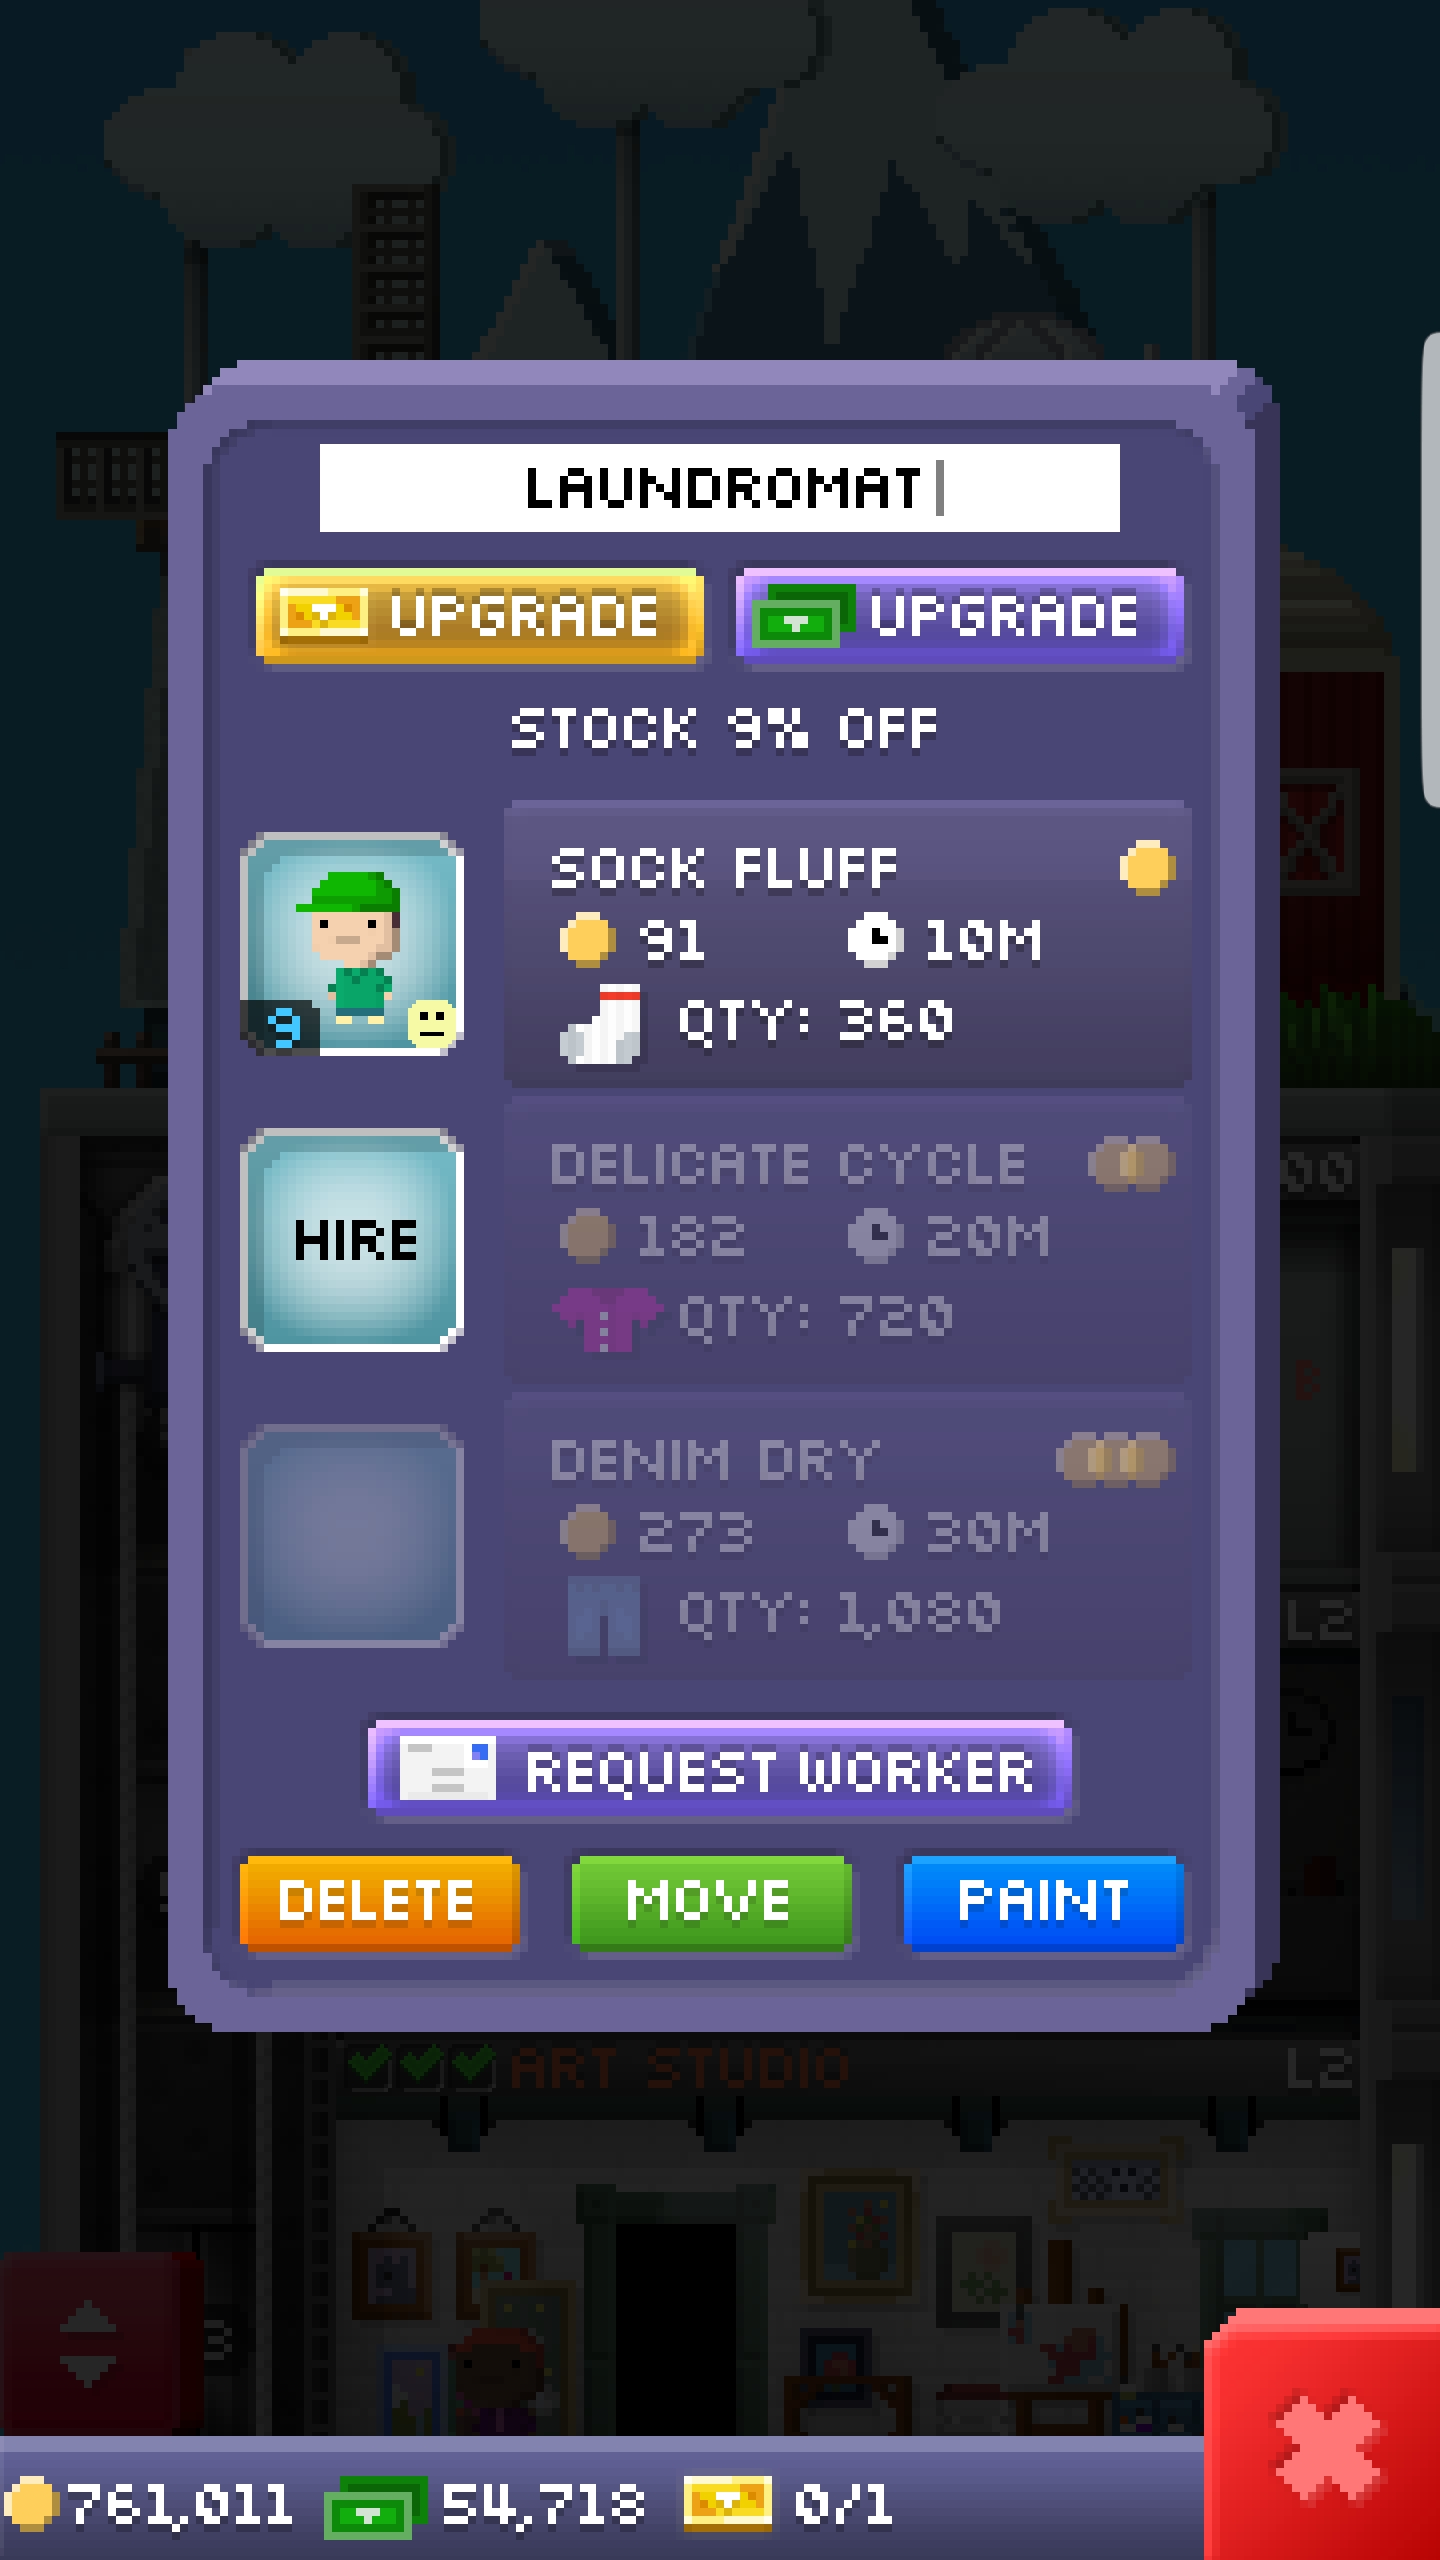 LAUNDROMAT
UPGRADE UPGRADE
STOCK 9% OFF
SOCK FLUFF
91 10M
9
QTY: 360
DELICATE CYCLE
00
182 20M
HIRE
QTY: 720
B
DENIM DRY
273 30M
QTY: 1,080
L2
REQUEST WORKER
DELETE MOVE PAINT
ART STUDIO L2
761,011 54,718 0/1